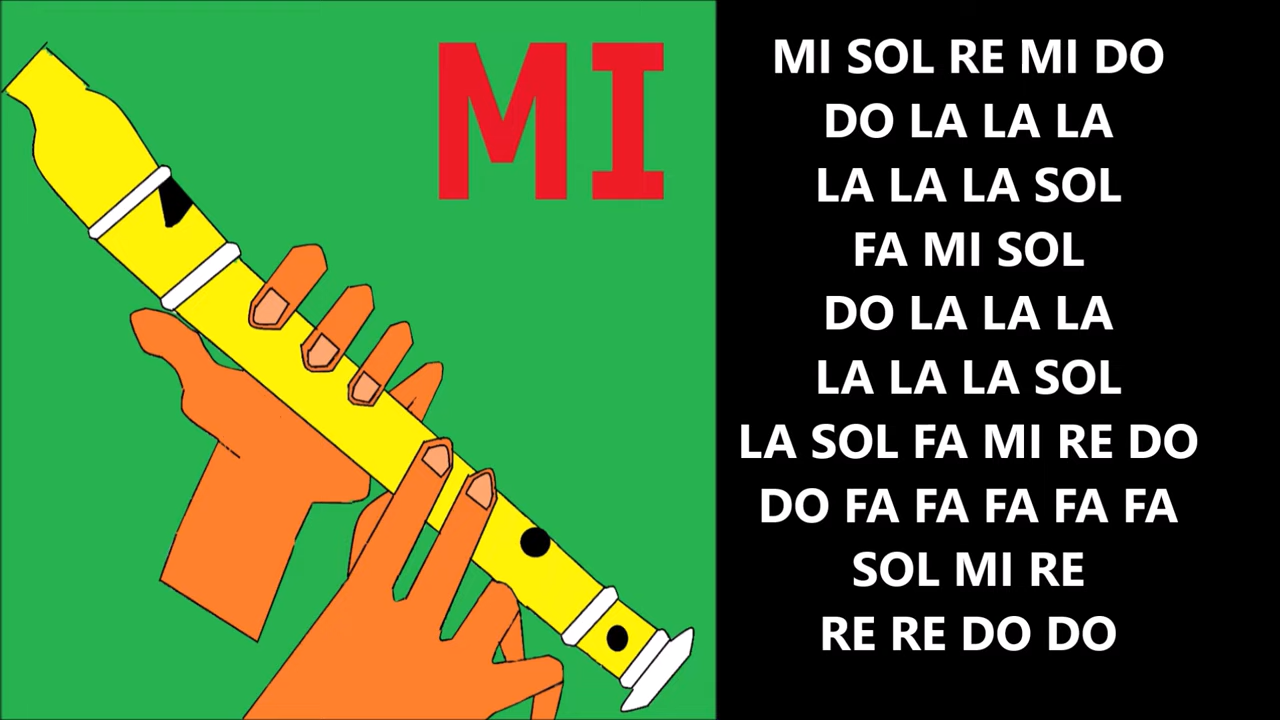 MI
MI SOL RE MI DO
DO LA LA LA
LA LA LA SOL
FA MI SOL
DO LA LA LA
LA LA LA SOL
LA SOL FA MI RE DO
DO FA FA FA FA FA
SOL MI RE
RE RE DO DO